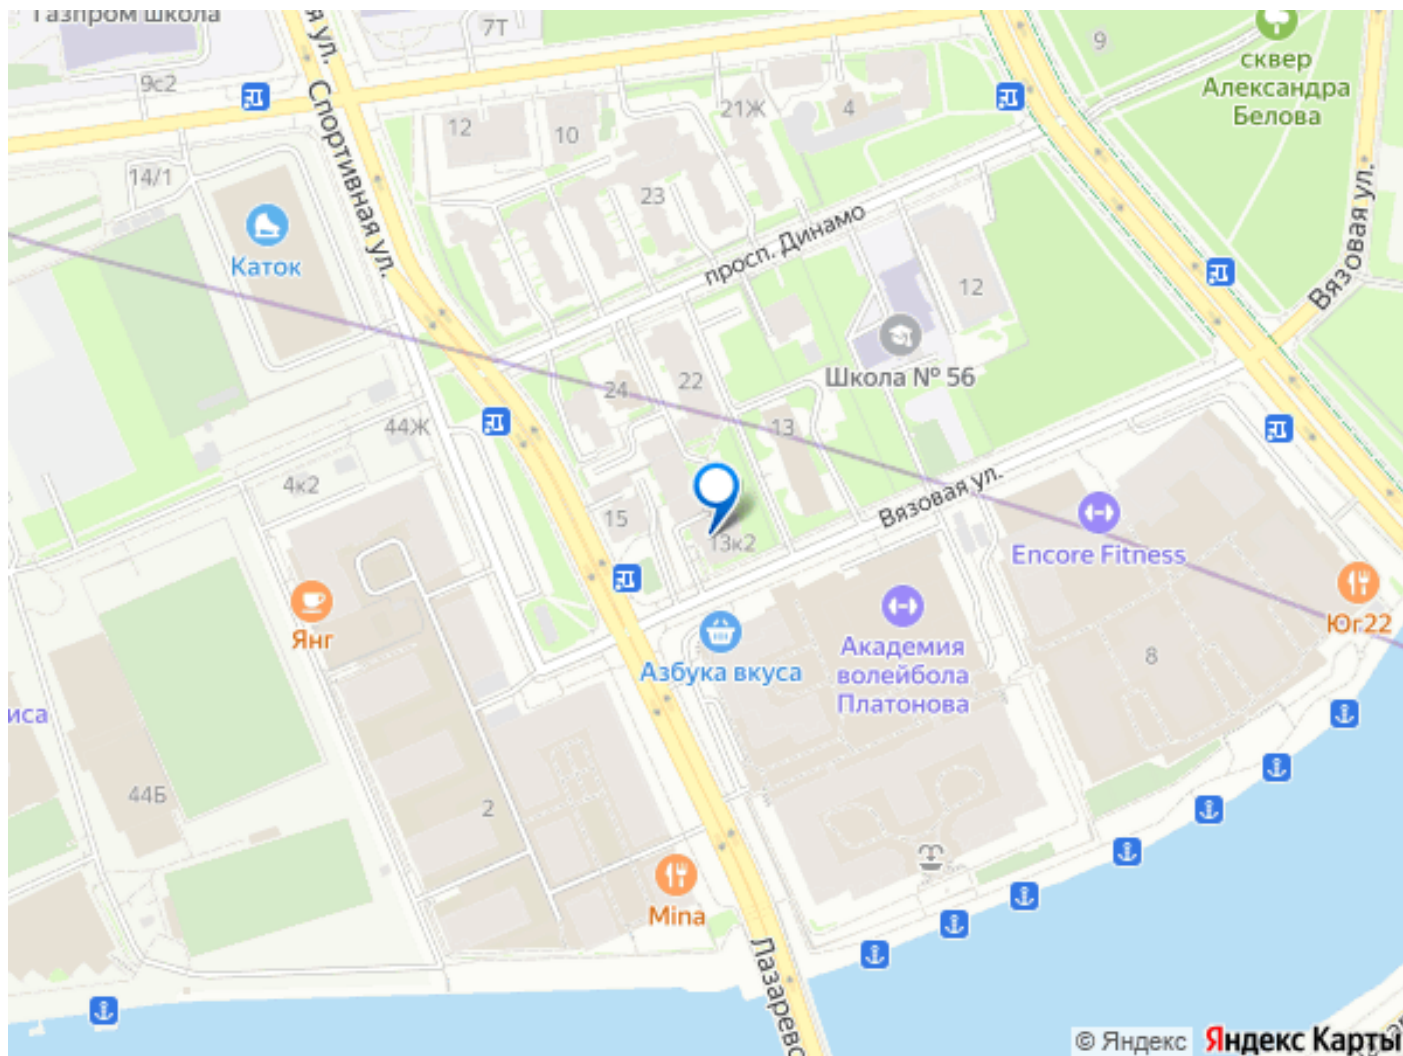 Газпром школа
я ул.
7Т
9
сквер
Александра
Белова
9с2
Спортивная ул.
12
10
21Ж
4
14/1
23
Вязовая ул.
Каток
просп. Динамо
12
Школа № 56
22
24
44Ж
13
4к2
15
13к2
Вязовая ул.
Encore Fitness
Янг
Юг22
Академия
волейбола
Платонова
Азбука вкуса
8
иса
44Б
2
Mina
Лазарево
© Яндекс
Яндекс Карты